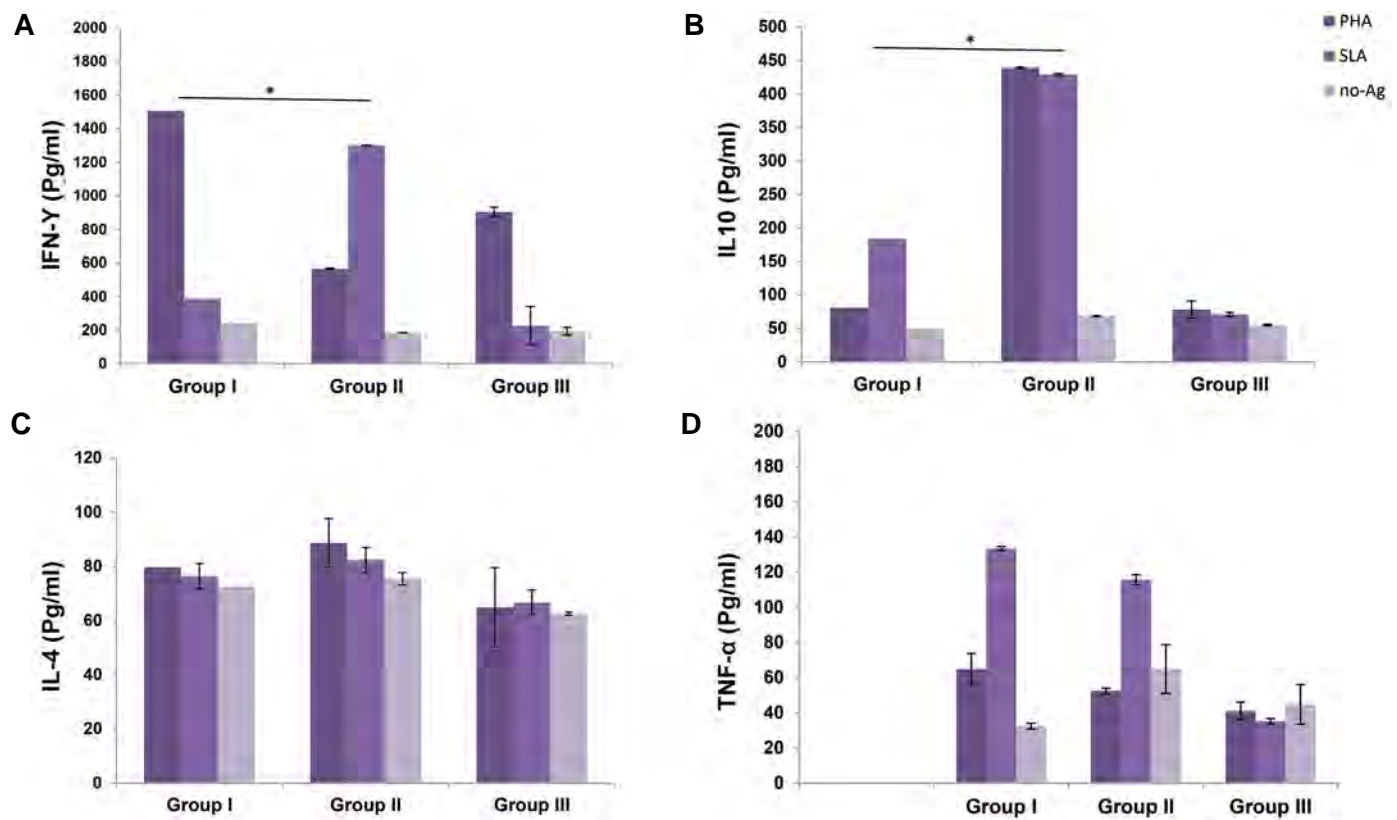 A
IFN-Y (Pg/ml)
2000
1800
1600
1400
1200
1000
800
600
400
200
0
*
Group I Group II Group III
B
IL10 (Pg/ml)
500
450
400
350
300
250
200
150
100
50
0
*
Group I Group II Group III
PHA
SLA
no-Ag
C
IL-4 (Pg/ml)
120
100
80
60
40
20
0
Group I Group II Group III
D
TNF-α (Pg/ml)
200
180
160
140
120
100
80
60
40
20
0
Group I Group II Group III